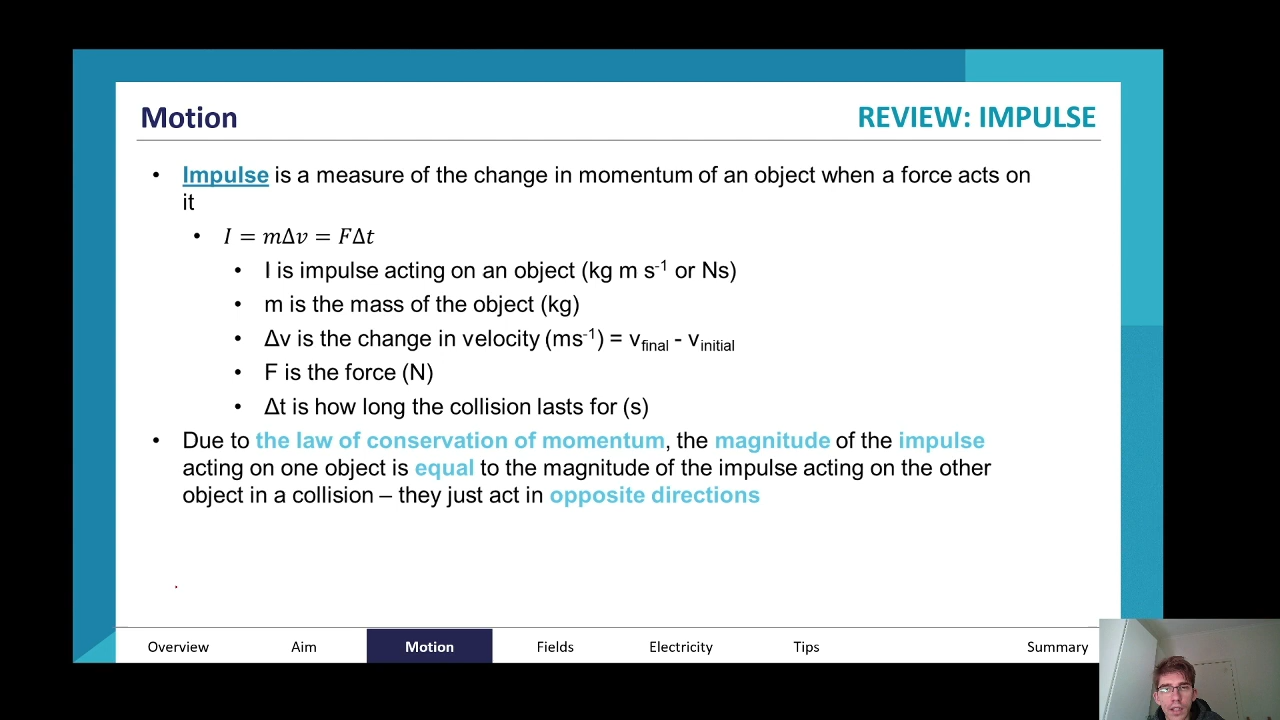 Motion
REVIEW: IMPULSE
• Impulse is a measure of the change in momentum of an object when a force acts on
it
• I = mΔv = FΔt
• I is impulse acting on an object (kg m s⁻¹ or Ns)
• m is the mass of the object (kg)
• Δv is the change in velocity (ms⁻¹) = v_final - v_initial
• F is the force (N)
• Δt is how long the collision lasts for (s)
• Due to the law of conservation of momentum, the magnitude of the impulse
acting on one object is equal to the magnitude of the impulse acting on the other
object in a collision – they just act in opposite directions
Overview Aim Motion Fields Electricity Tips Summary